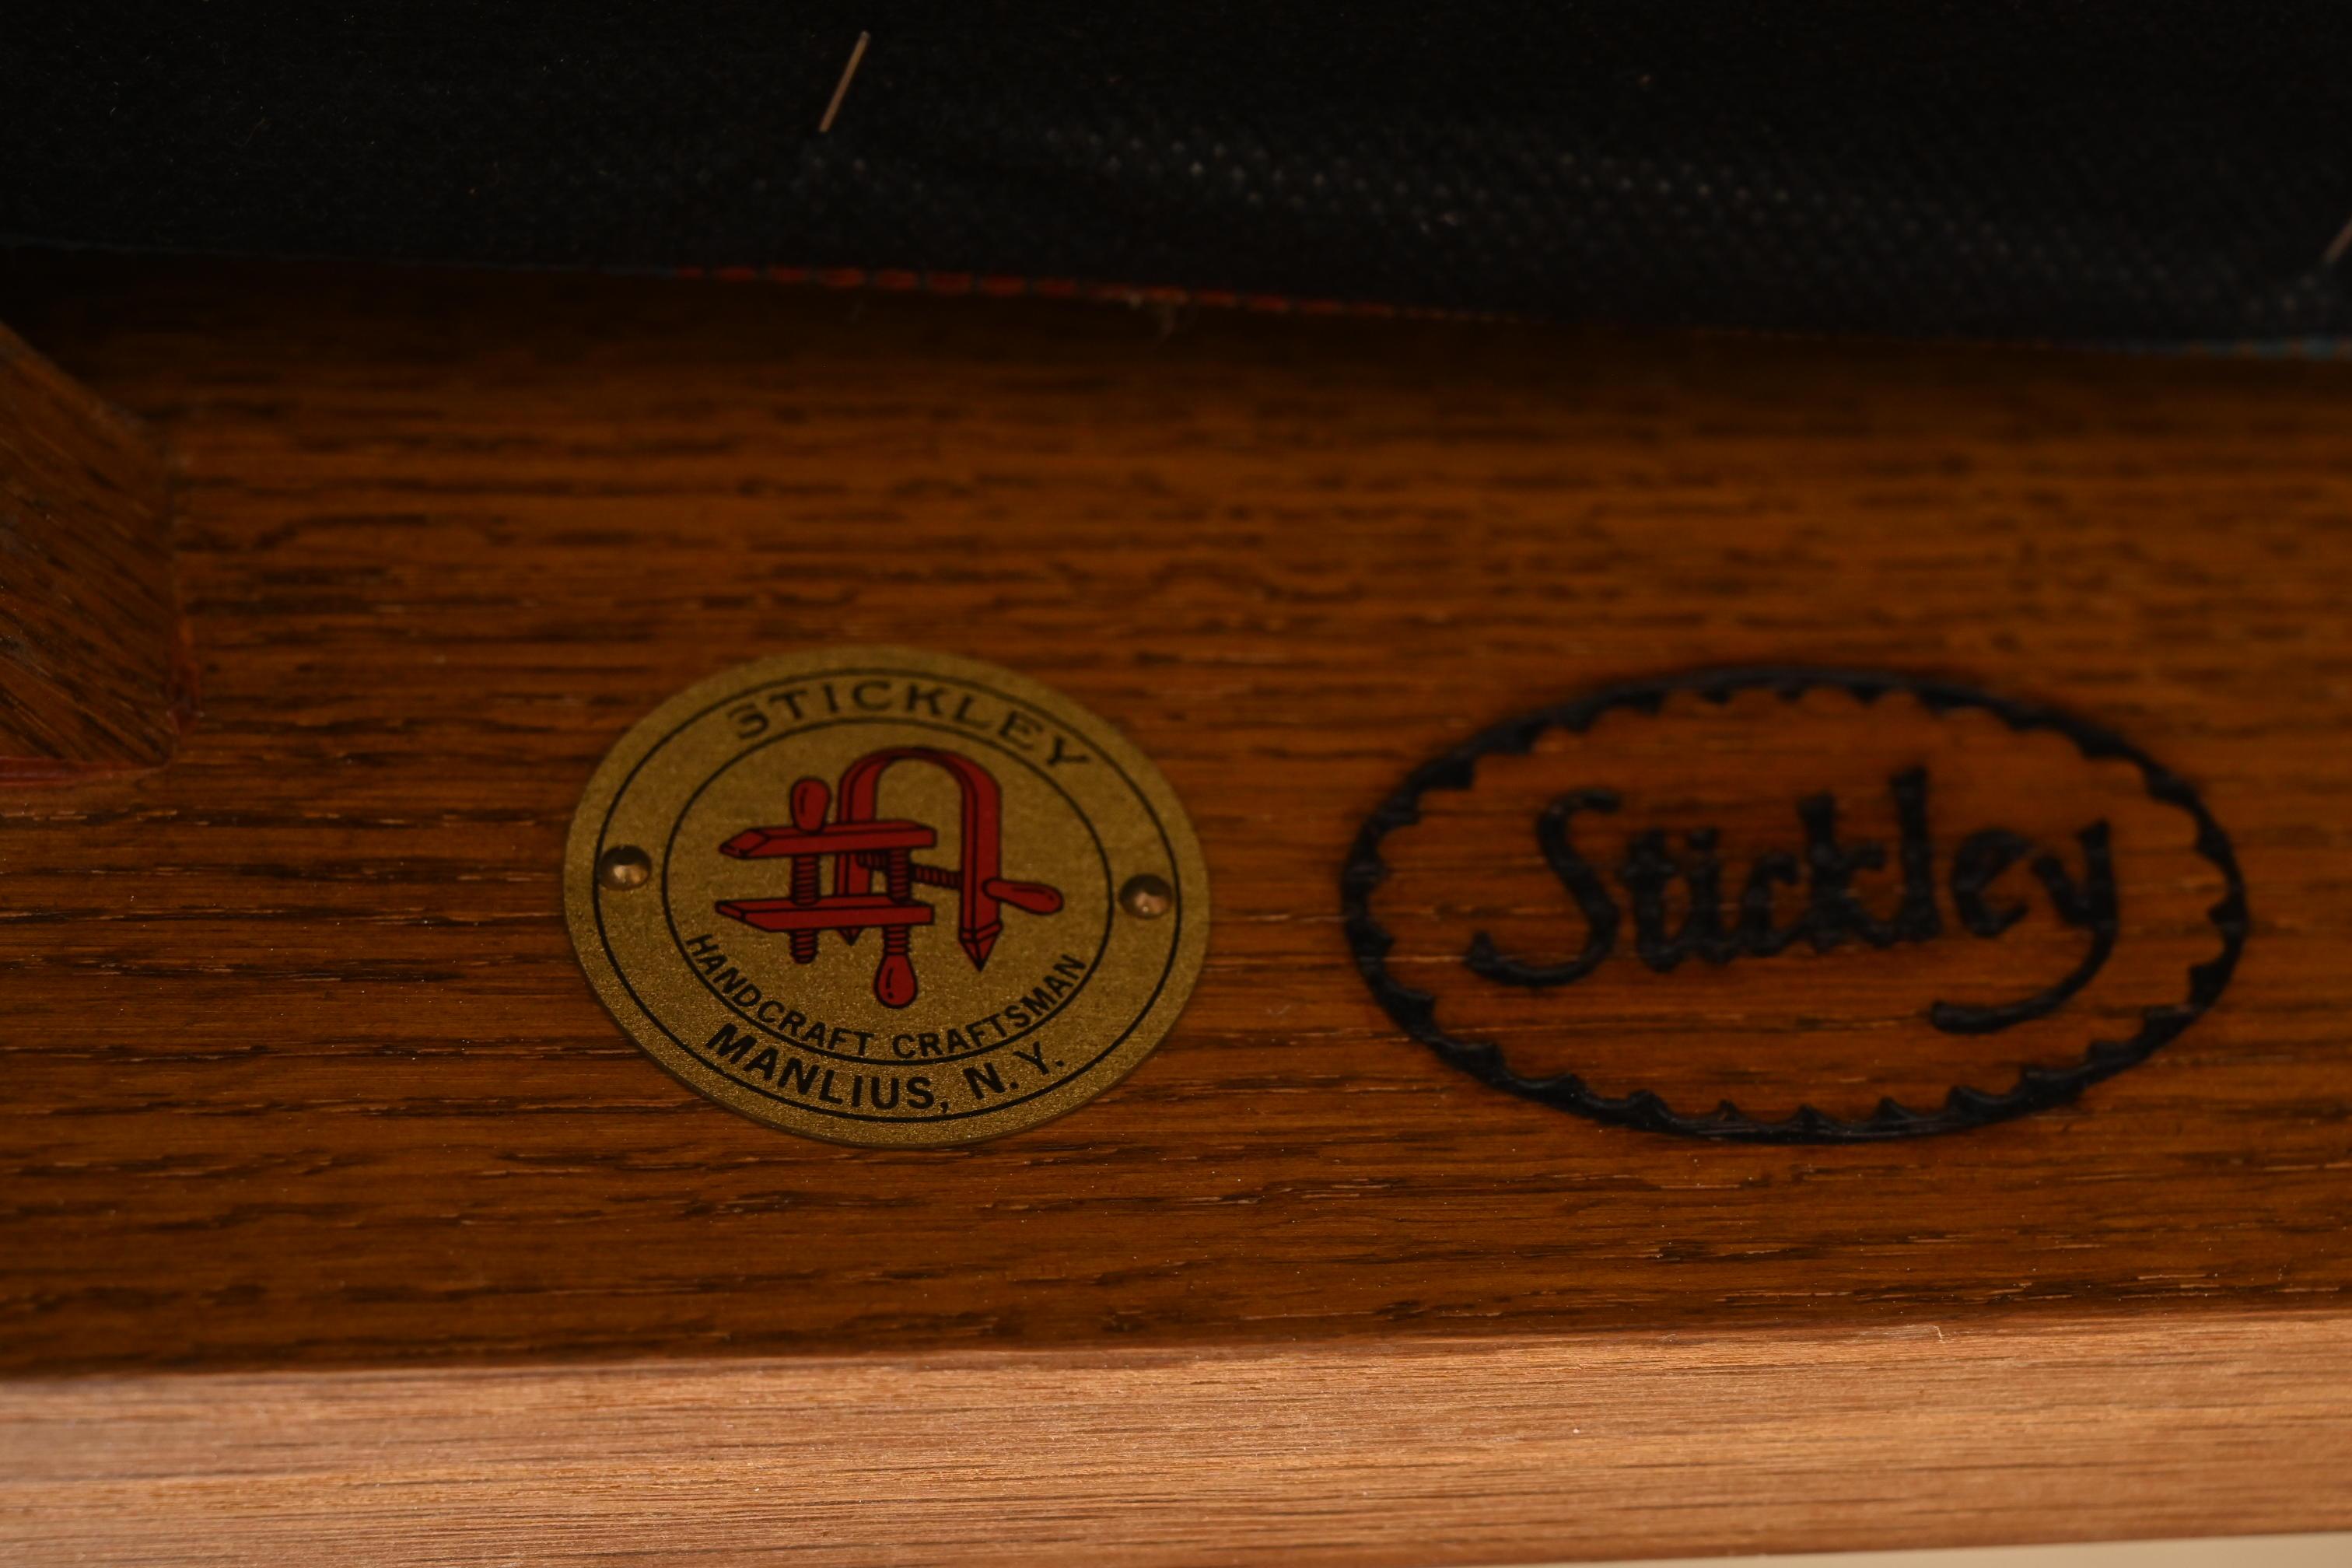 STICKLEY
HANDCRAFT CRAFTSMAN
MANLIUS, N.Y.
Stickley